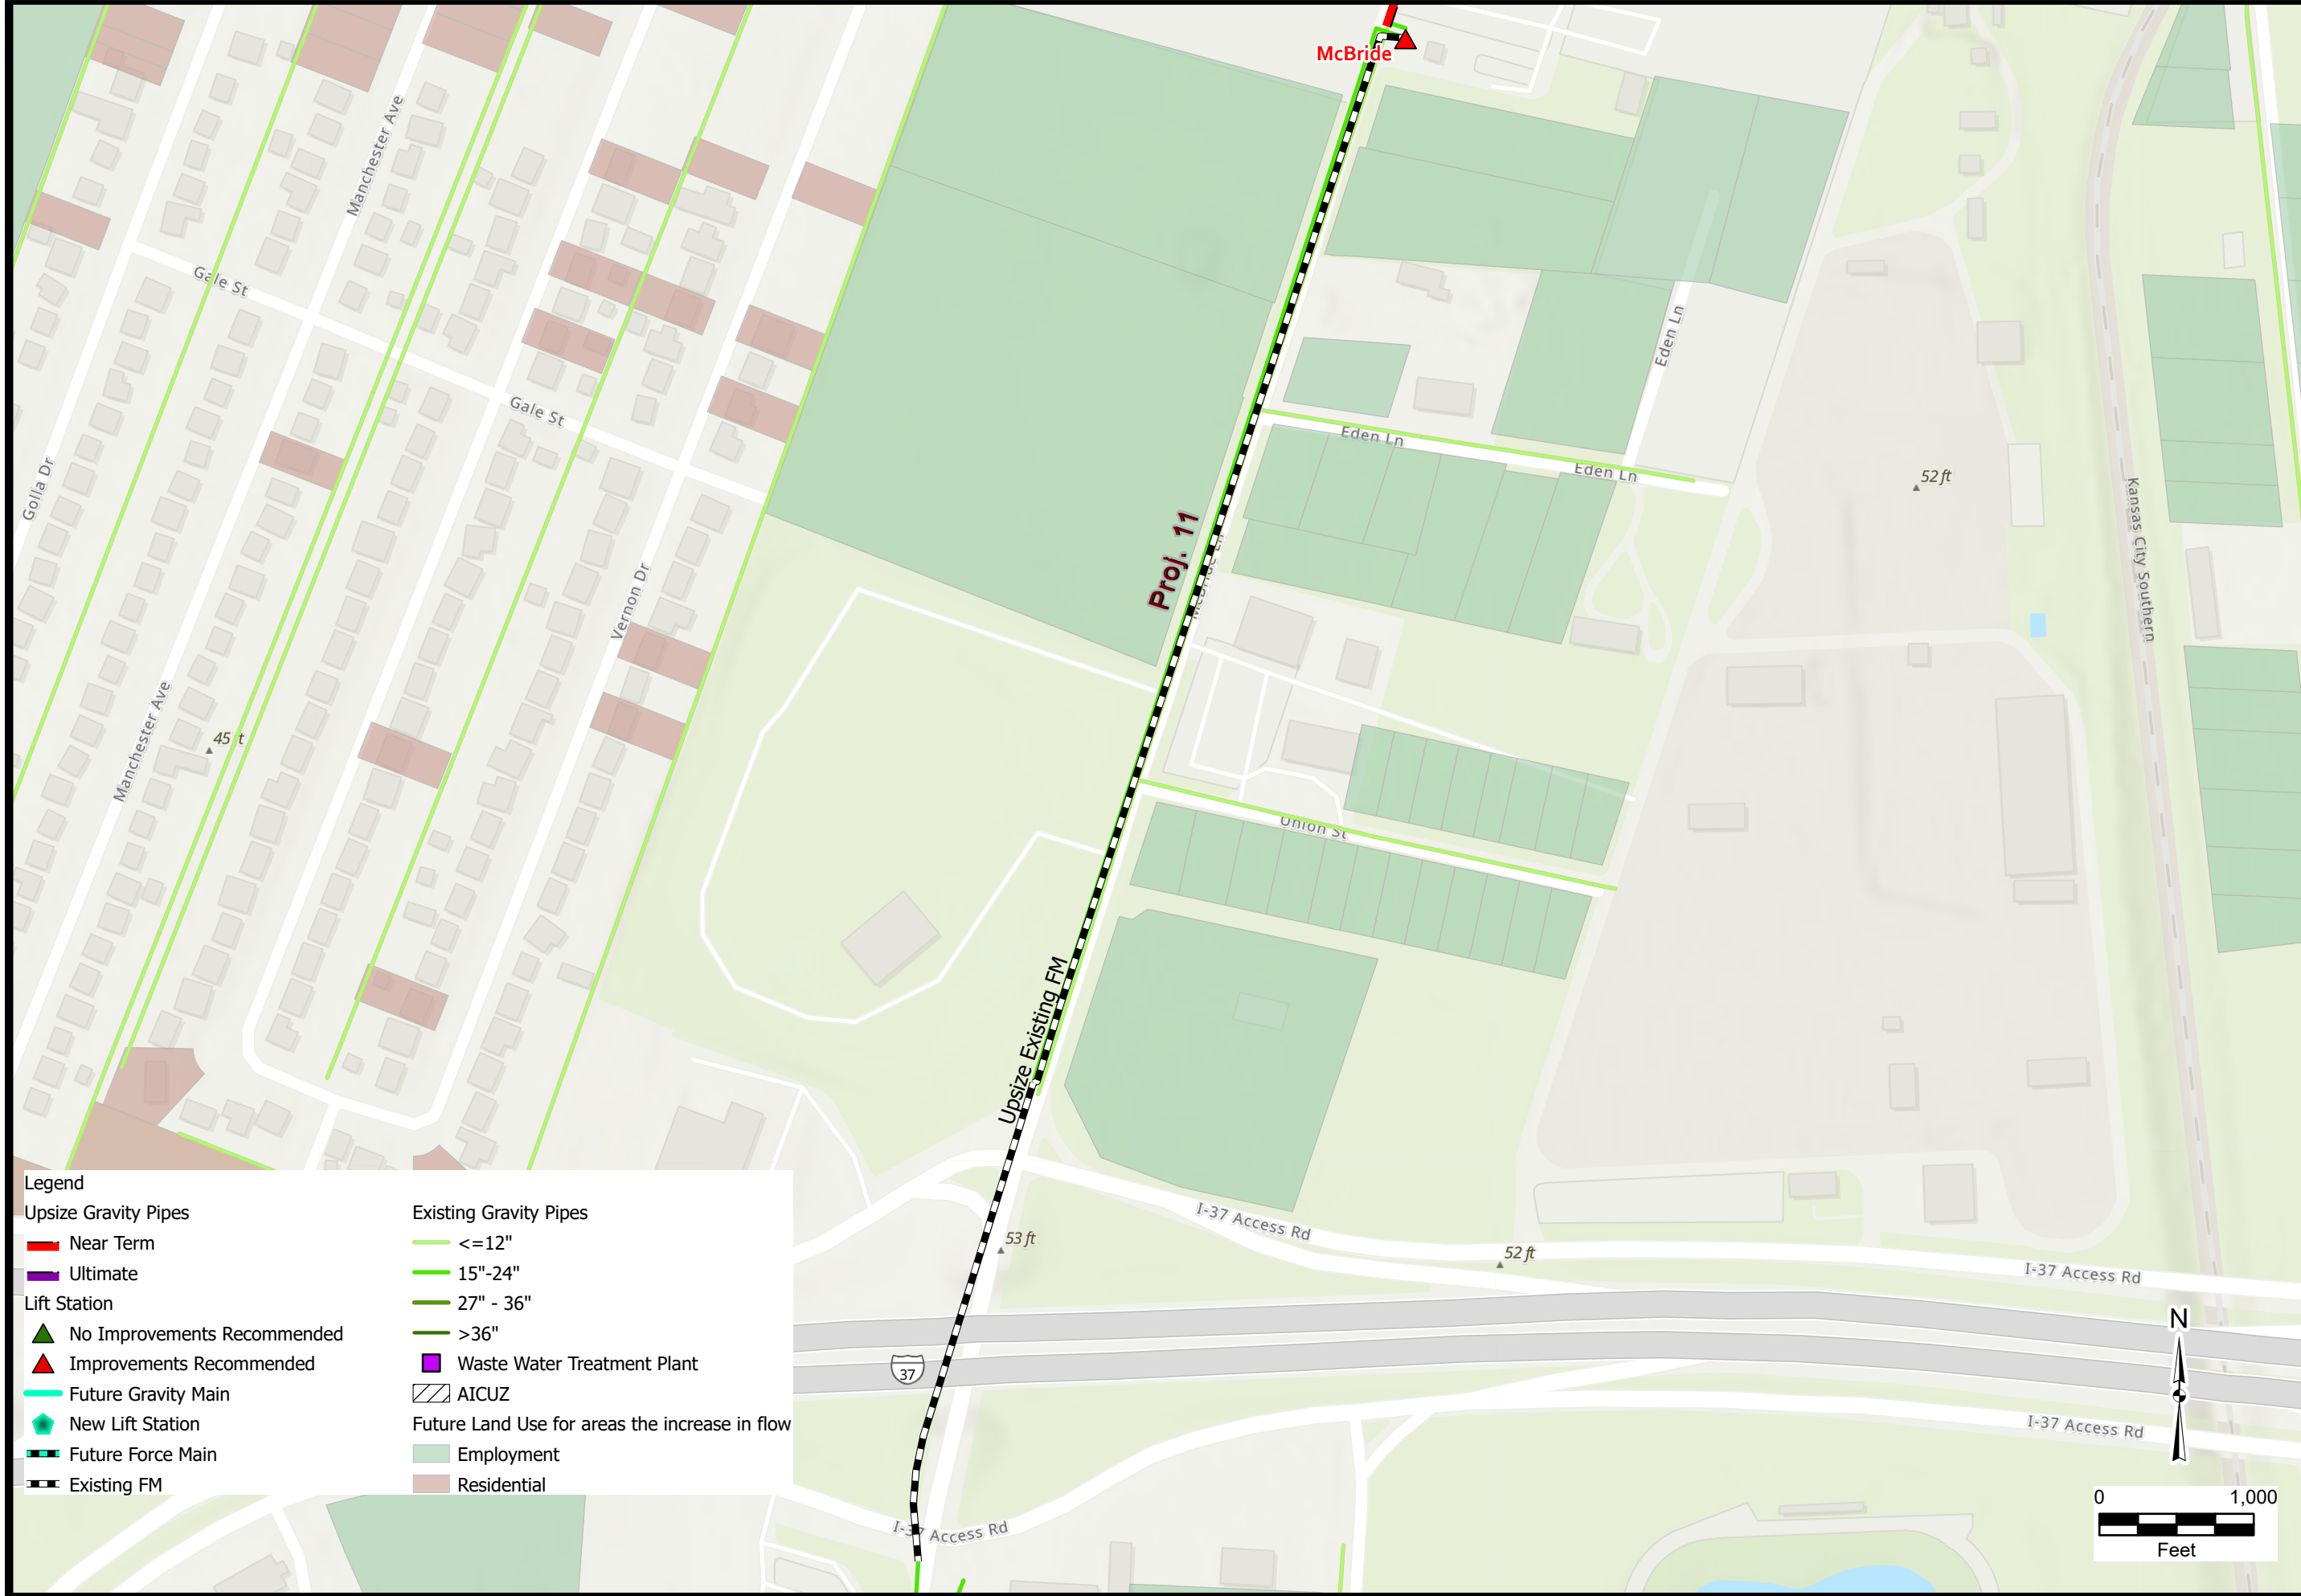 McBride
Manchester Ave
Gale St
Gale St
Eden Ln
Eden Ln
Eden Ln
Golla Dr
52 ft
Kansas City Southern
Proj. 11
McBride Ln
Vernon Dr
Manchester Ave
45 ft
Union St
Upsize Existing FM
I-37 Access Rd
53 ft
52 ft
I-37 Access Rd
37
I-37 Access Rd
I-37 Access Rd
N
0 1,000
Feet
Legend
Upsize Gravity Pipes
Near Term
Ultimate
Lift Station
No Improvements Recommended
Improvements Recommended
Future Gravity Main
New Lift Station
Future Force Main
Existing FM
Existing Gravity Pipes
<=12"
15"-24"
27" - 36"
>36"
Waste Water Treatment Plant
AICUZ
Future Land Use for areas the increase in flow
Employment
Residential